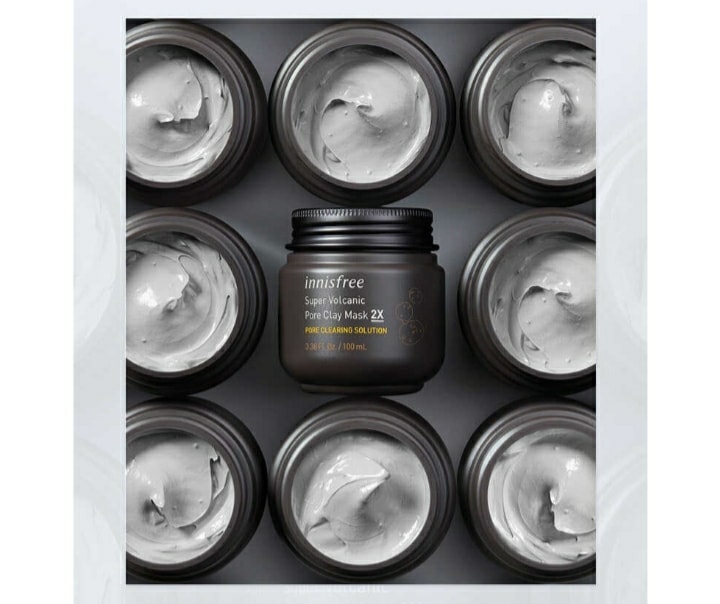 innisfree
Super Volcanic
Pore Clay Mask 2X
PORE CLEARING SOLUTION
3.38 FL.Oz. / 100 mL